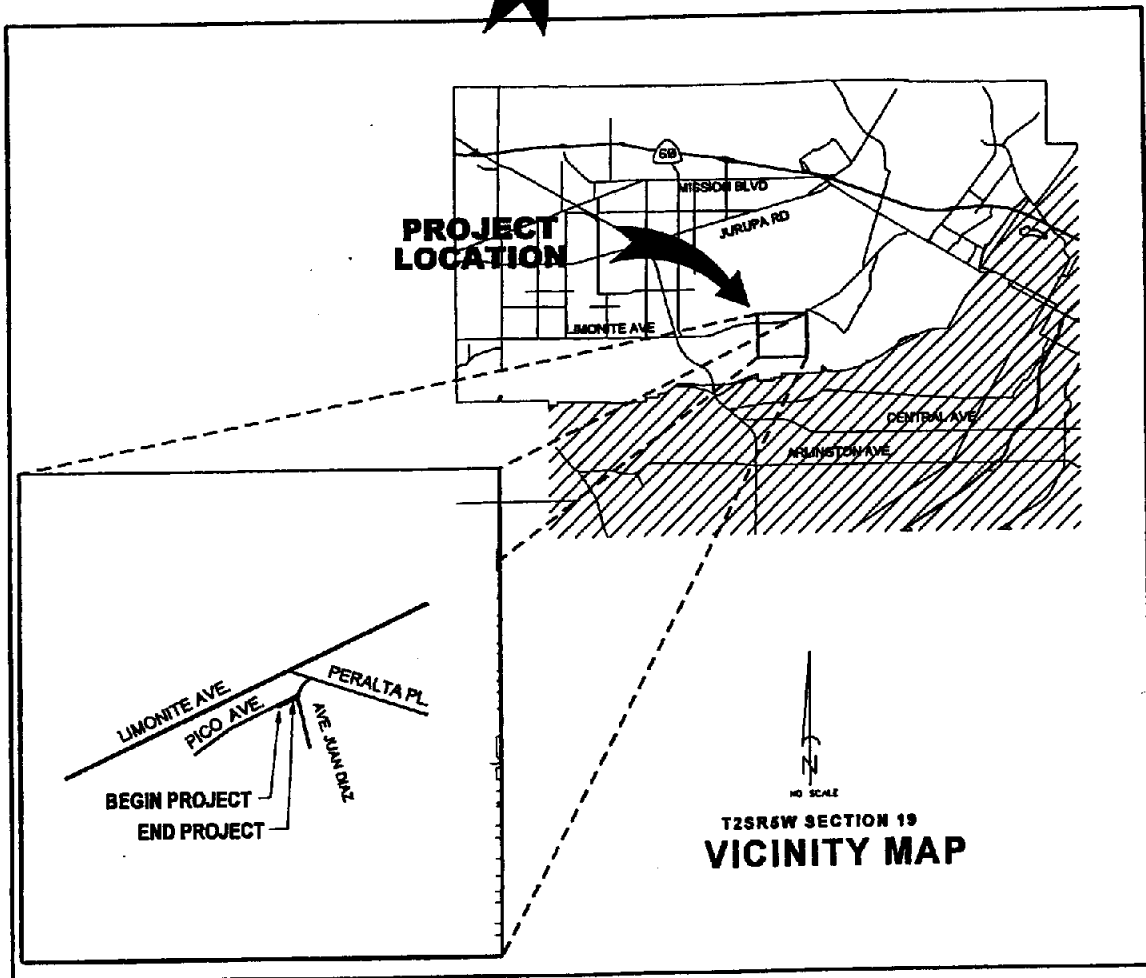 60
MISSION BLVD
JURUPA RD
PROJECT
LOCATION
LIMONITE AVE
CENTRAL AVE
ARLINGTON AVE
LIMONITE AVE.
PICO AVE.
PERALTA PL.
AVE. JUAN DIAZ
BEGIN PROJECT
END PROJECT
N
NO SCALE
T2SR5W SECTION 19
VICINITY MAP